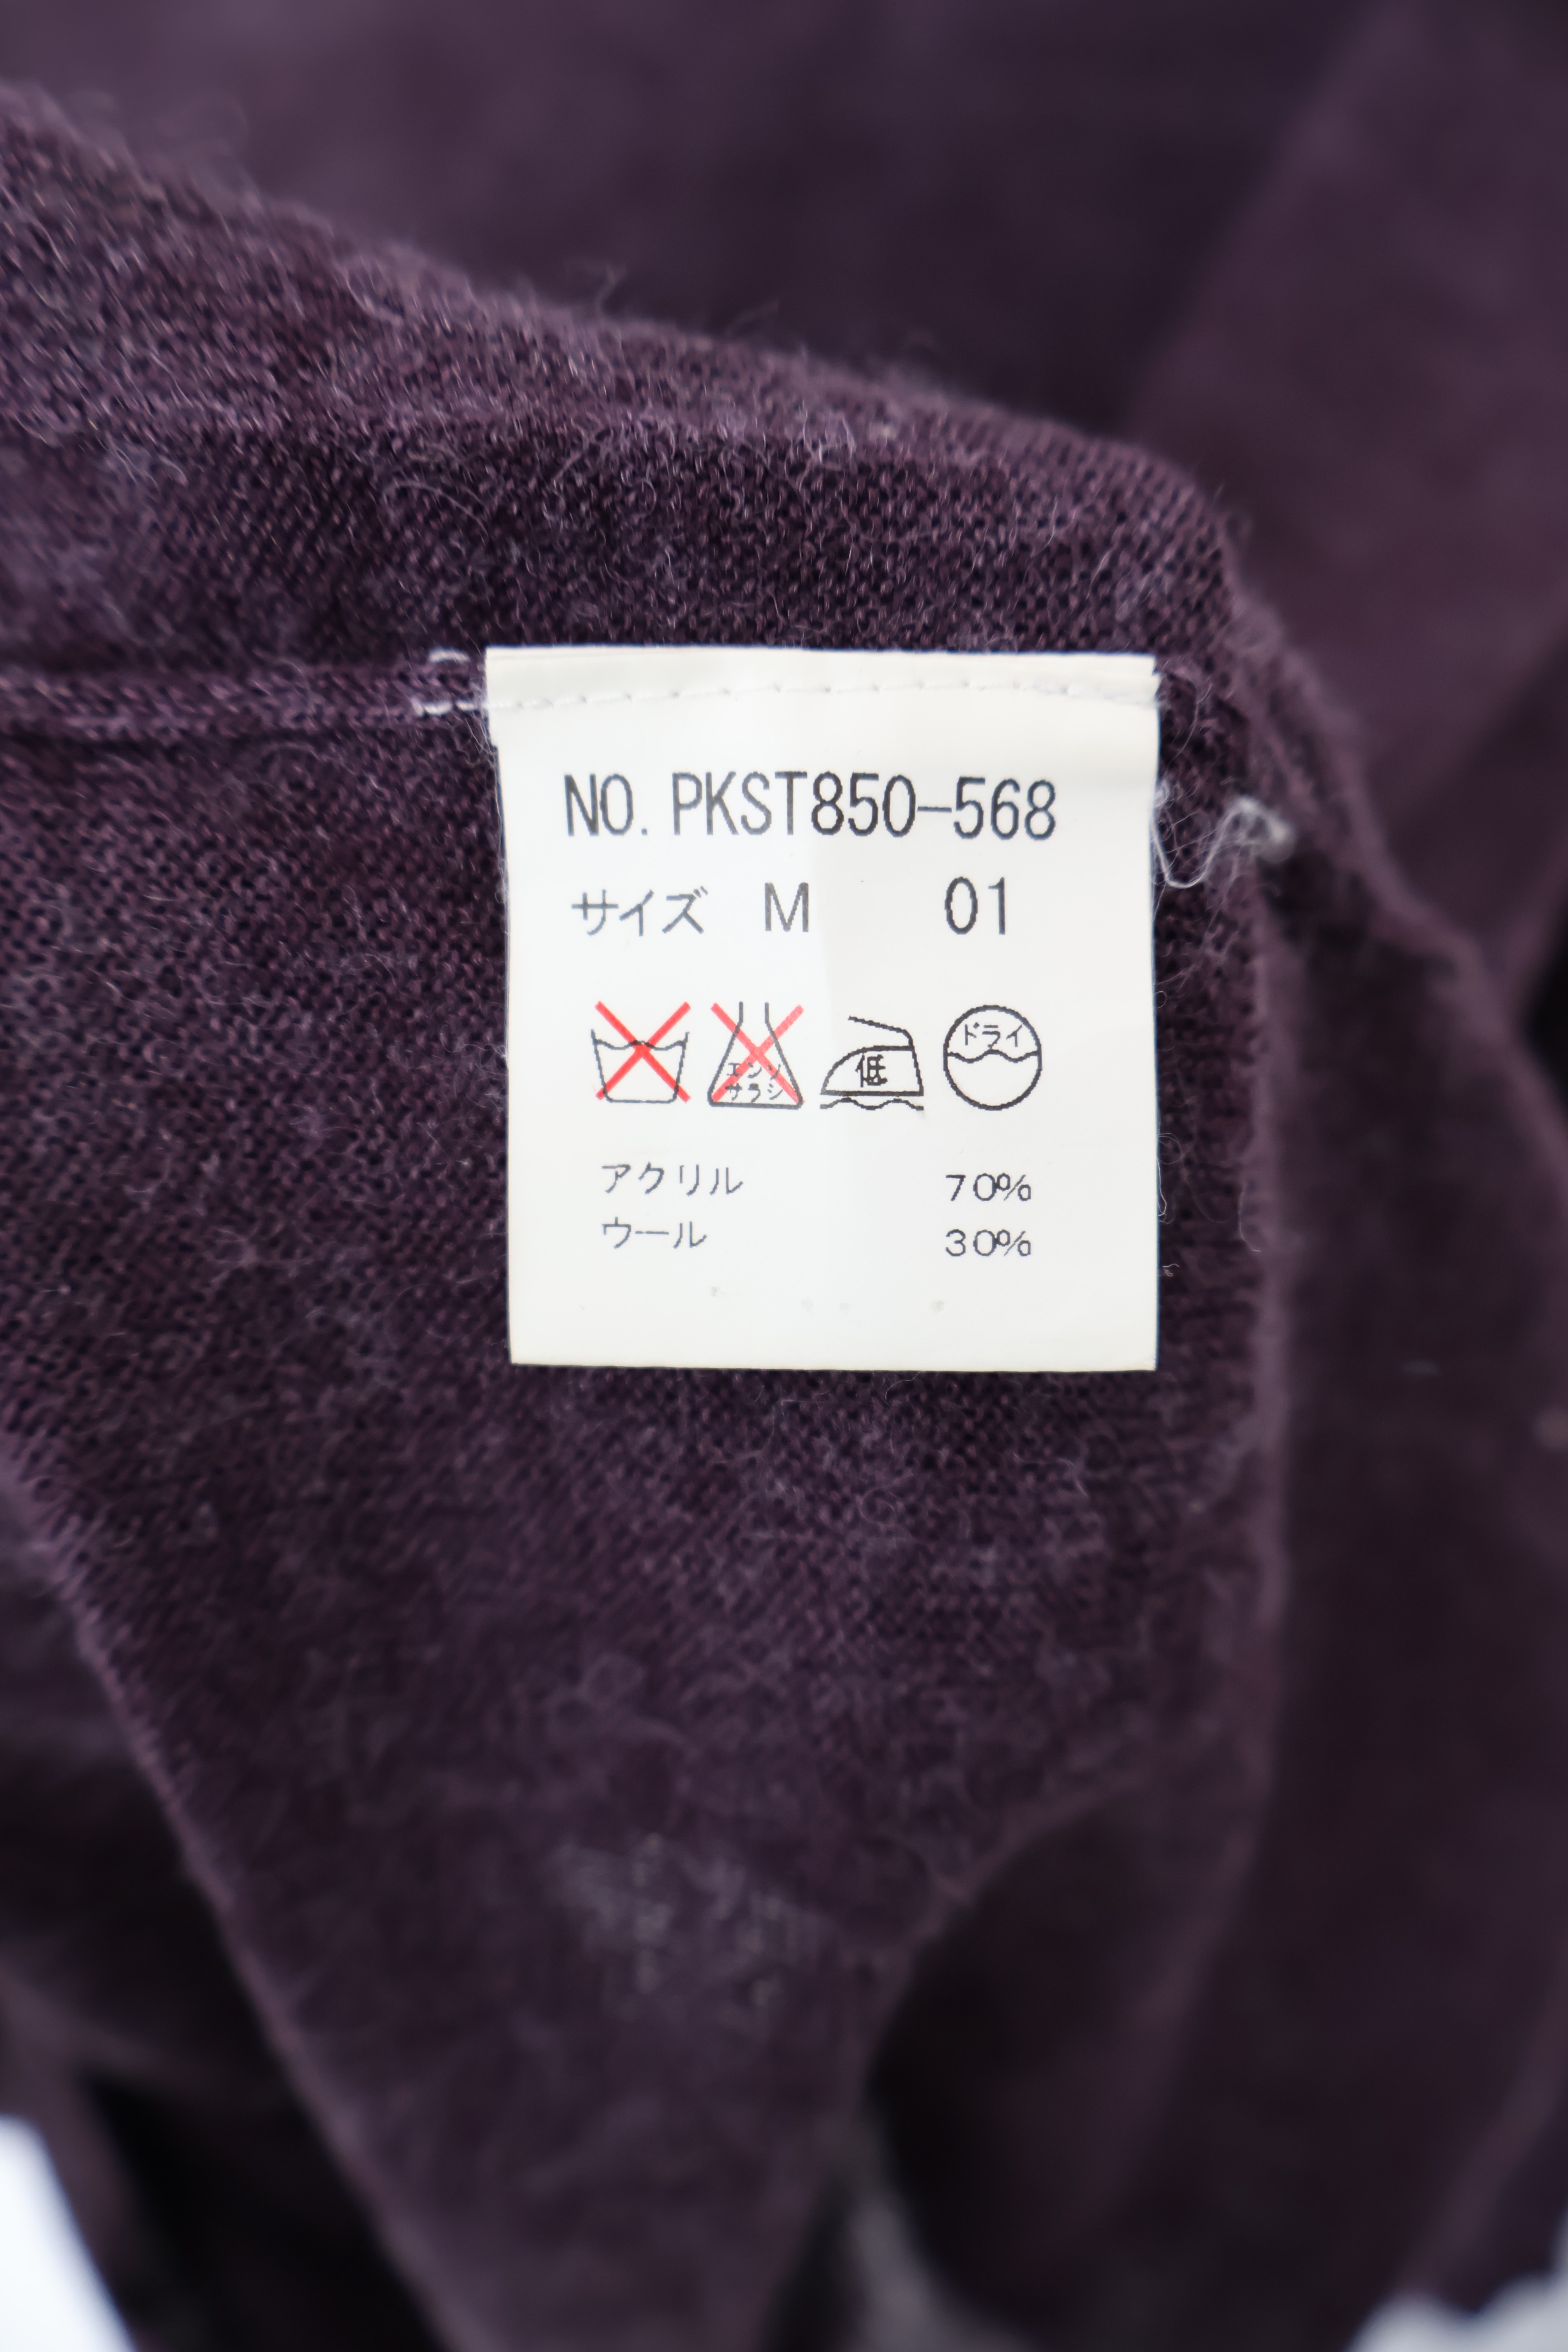 NO. PKST850-568
サイズ M 01
エンソ
サラシ
低
ドライ
アクリル 70%
ウール 30%